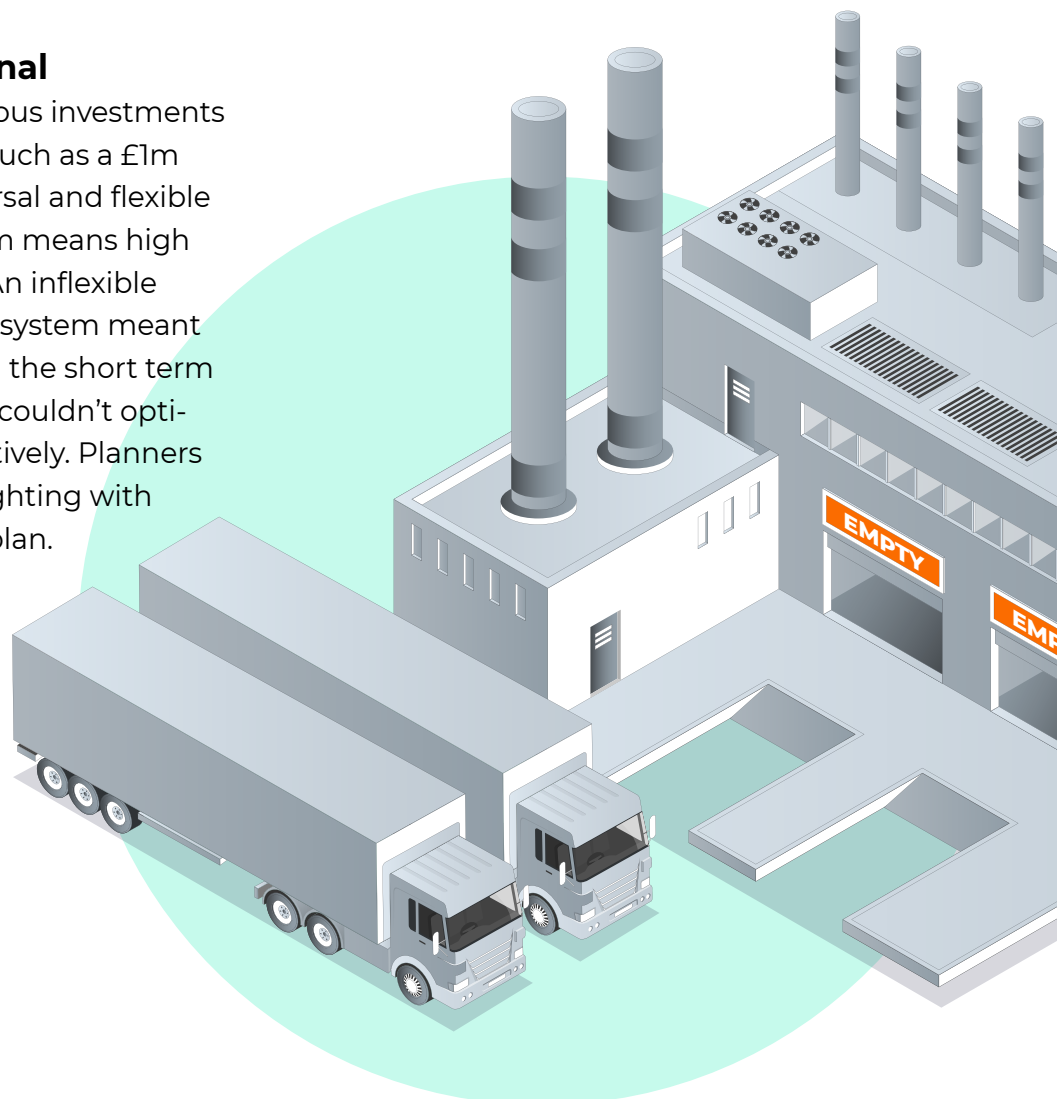 nal
ous investments
uch as a £1m
rsal and flexible
m means high
An inflexible
system meant
the short term
couldn’t opti-
tively. Planners
ghting with
plan.
EMPTY
EMP